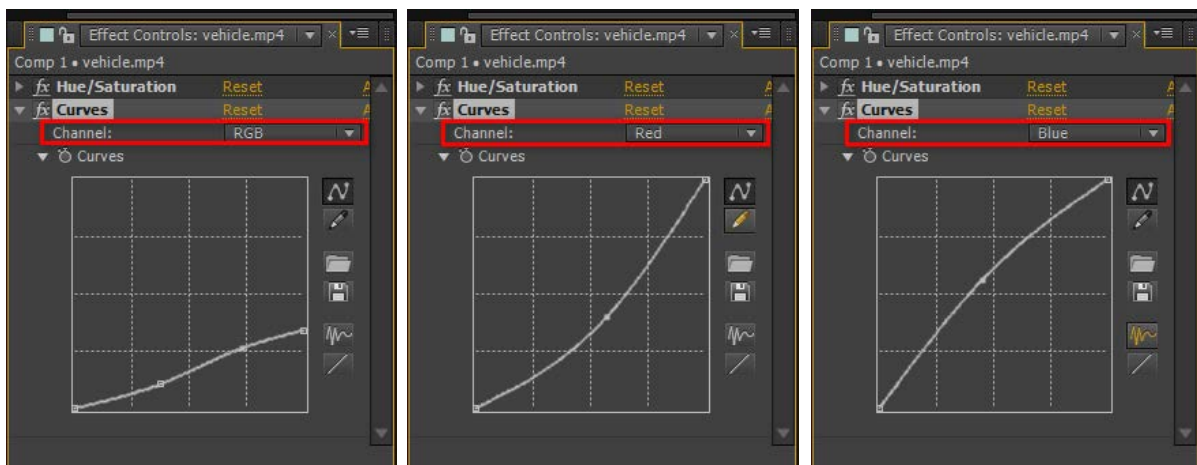 Effect Controls: vehicle.mp4
Comp 1 • vehicle.mp4
fx Hue/Saturation Reset A
fx Curves Reset A
Channel: RGB
Curves
Effect Controls: vehicle.mp4
Comp 1 • vehicle.mp4
fx Hue/Saturation Reset A
fx Curves Reset A
Channel: Red
Curves
Effect Controls: vehicle.mp4
Comp 1 • vehicle.mp4
fx Hue/Saturation Reset A
fx Curves Reset A
Channel: Blue
Curves